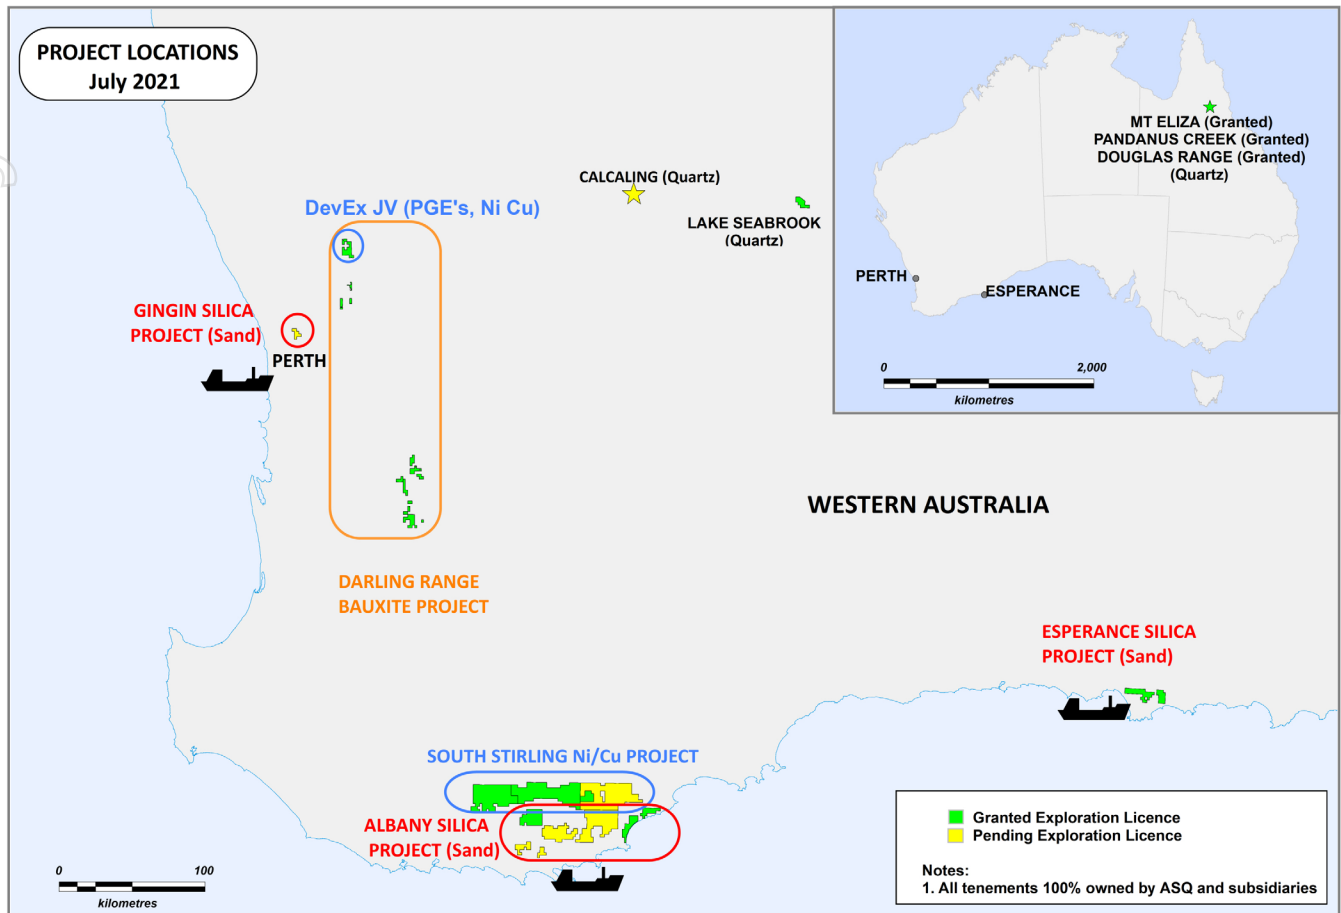 PROJECT LOCATIONS
July 2021
MT ELIZA (Granted)
PANDANUS CREEK (Granted)
DOUGLAS RANGE (Granted)
(Quartz)
PERTH
ESPERANCE
0 2,000
kilometres
CALCALING (Quartz)
LAKE SEABROOK
(Quartz)
DevEx JV (PGE's, Ni Cu)
GINGIN SILICA
PROJECT (Sand)
PERTH
WESTERN AUSTRALIA
DARLING RANGE
BAUXITE PROJECT
ESPERANCE SILICA
PROJECT (Sand)
SOUTH STIRLING Ni/Cu PROJECT
ALBANY SILICA
PROJECT (Sand)
0 100
kilometres
Granted Exploration Licence
Pending Exploration Licence
Notes:
1. All tenements 100% owned by ASQ and subsidiaries